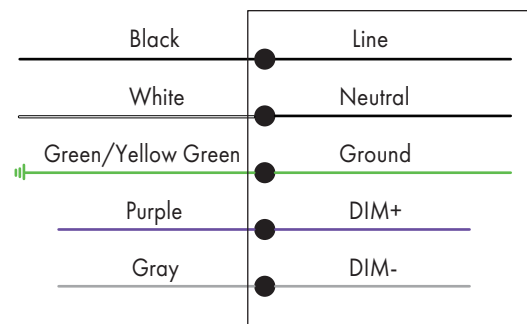 Black Line
White Neutral
Green/Yellow Green Ground
Purple DIM+
Gray DIM-